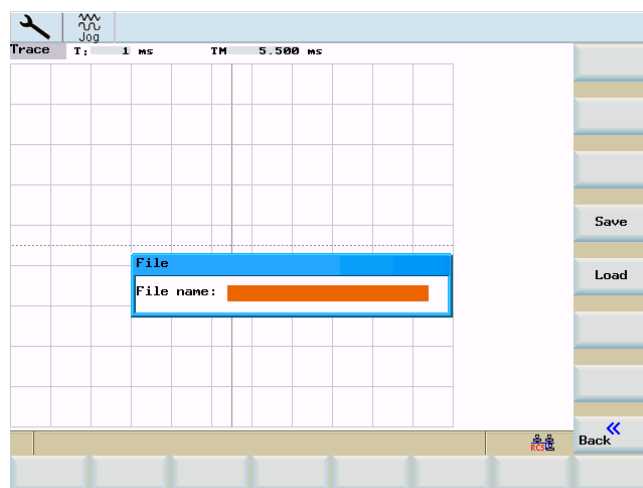 Jog
Trace T: 1 ms TM 5.500 ms
Save
File
Load
File name:
RCS
Back